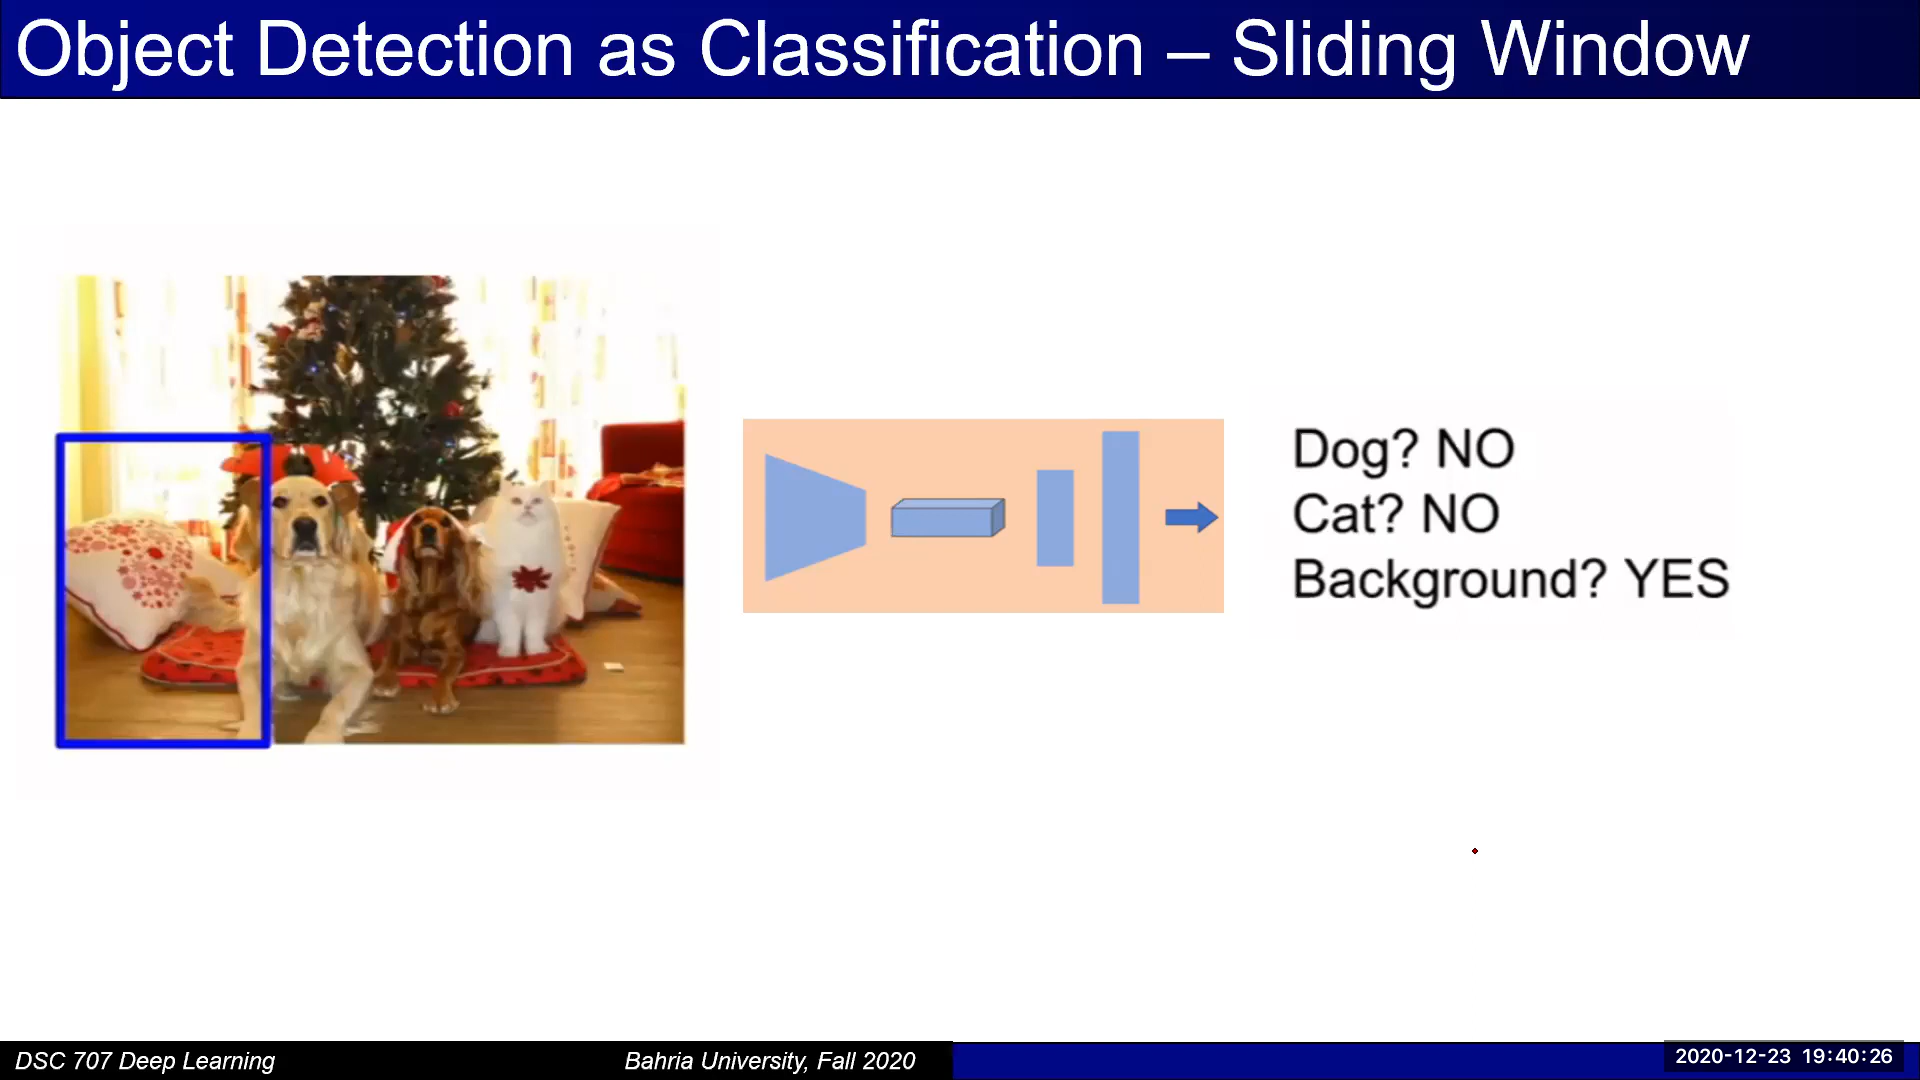 Object Detection as Classification – Sliding Window
Dog? NO
Cat? NO
Background? YES
DSC 707 Deep Learning
Bahria University, Fall 2020
2020-12-23 19:40:26